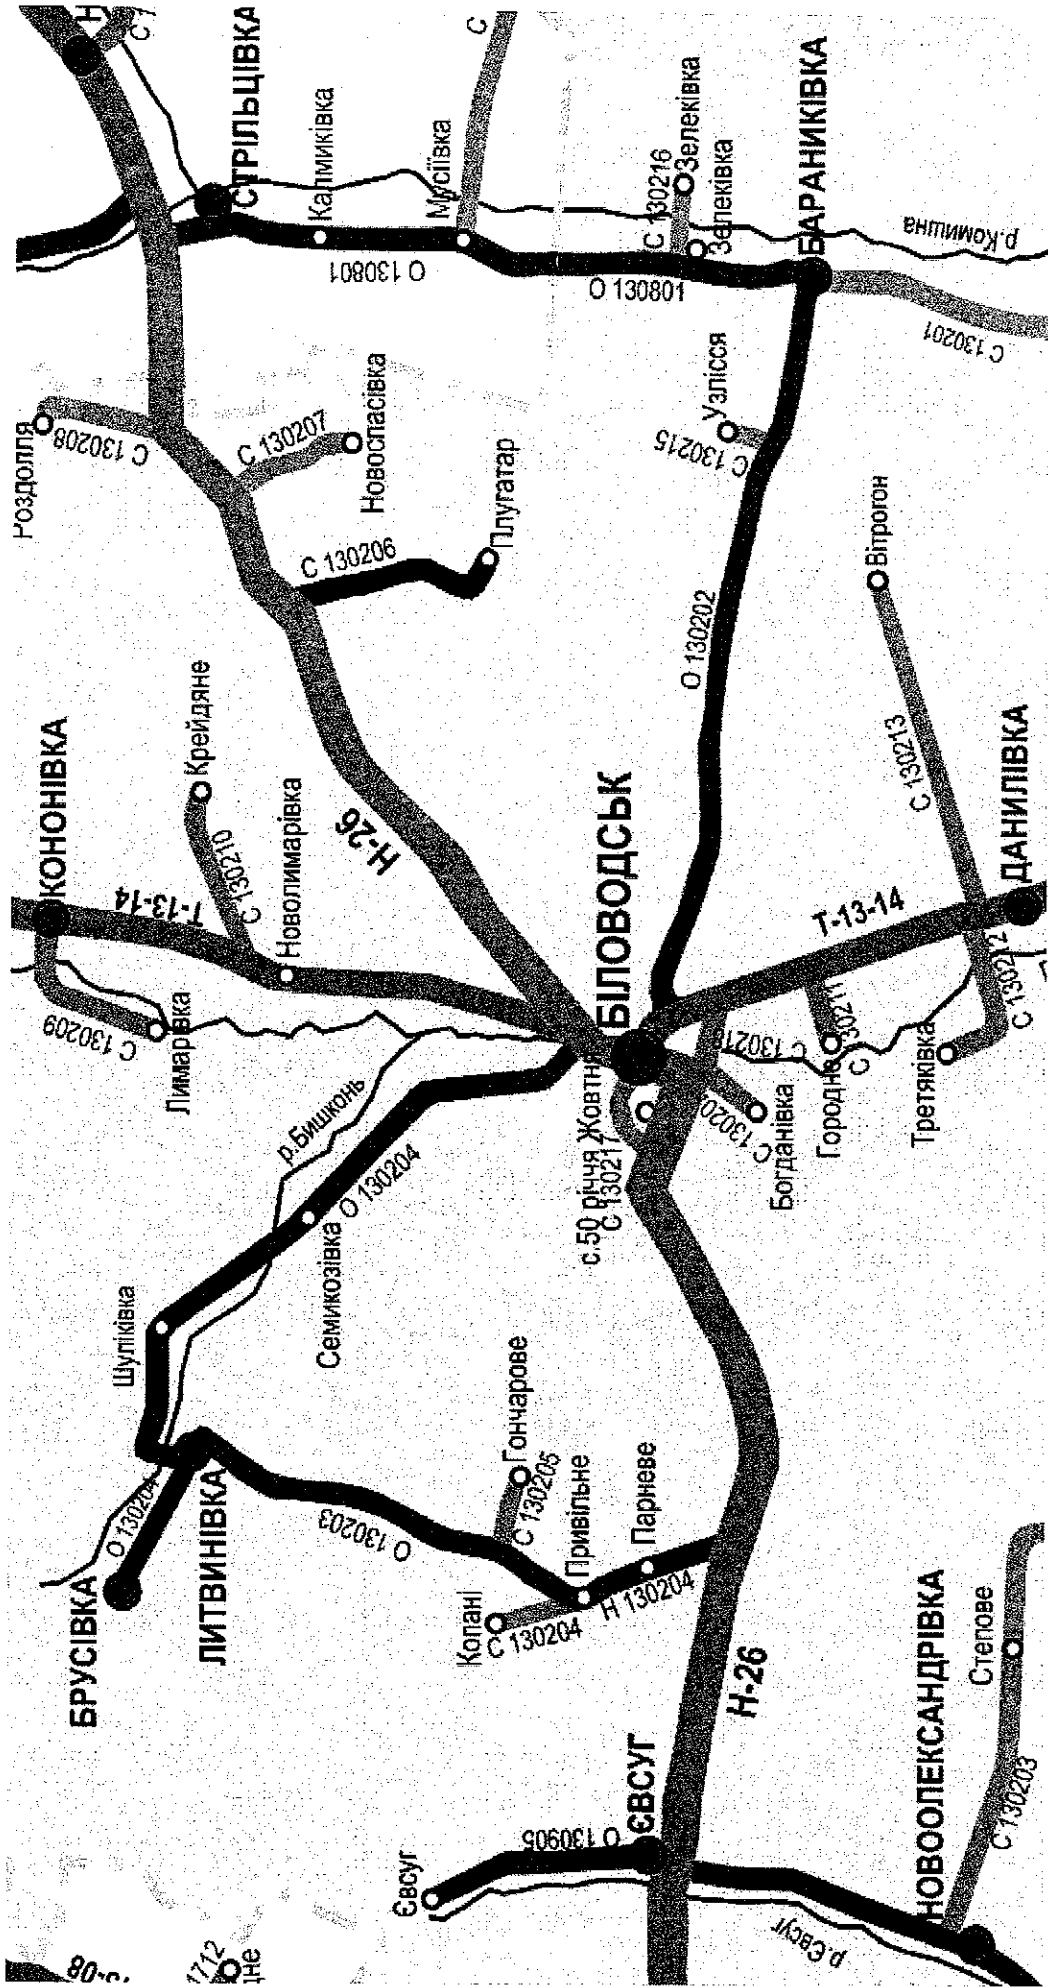 БРУСІВКА
О 130204
ЛИТВИНІВКА
Шуліківка
Семикозівка
О 130204
р.Бишконь
Лимарівка
С 130209
КОНОНІВКА
Т-13-14
Новолимарівка
С 130210
Крейдяне
Н-26
Роздолля
С 130208
С 130207
Новоспасівка
С 130206
Плугатар
СТРІЛЬЦІВКА
Калмиківка
О 130801
Мусіївка
С
О 130801
С 130216
Зелеківка
Зелеківка
БАРАНИКІВКА
р.Комишна
С 130201
Узлісся
С 130215
О 130202
Вітрогон
С 130213
ДАНИЛІВКА
Т-13-14
С 130212
Третяківка
С 130211
Городнє
Богданівка
БІЛОВОДСЬК
с.50 річчя Жовтня
С 130217
О 130203
Гончарове
С 130205
Привільне
Парневе
Н 130204
Копані
С 130204
Н-26
ЄВСУГ
О 130905
Євсуг
р.Євсуг
НОВООЛЕКСАНДРІВКА
Степове
С 130203